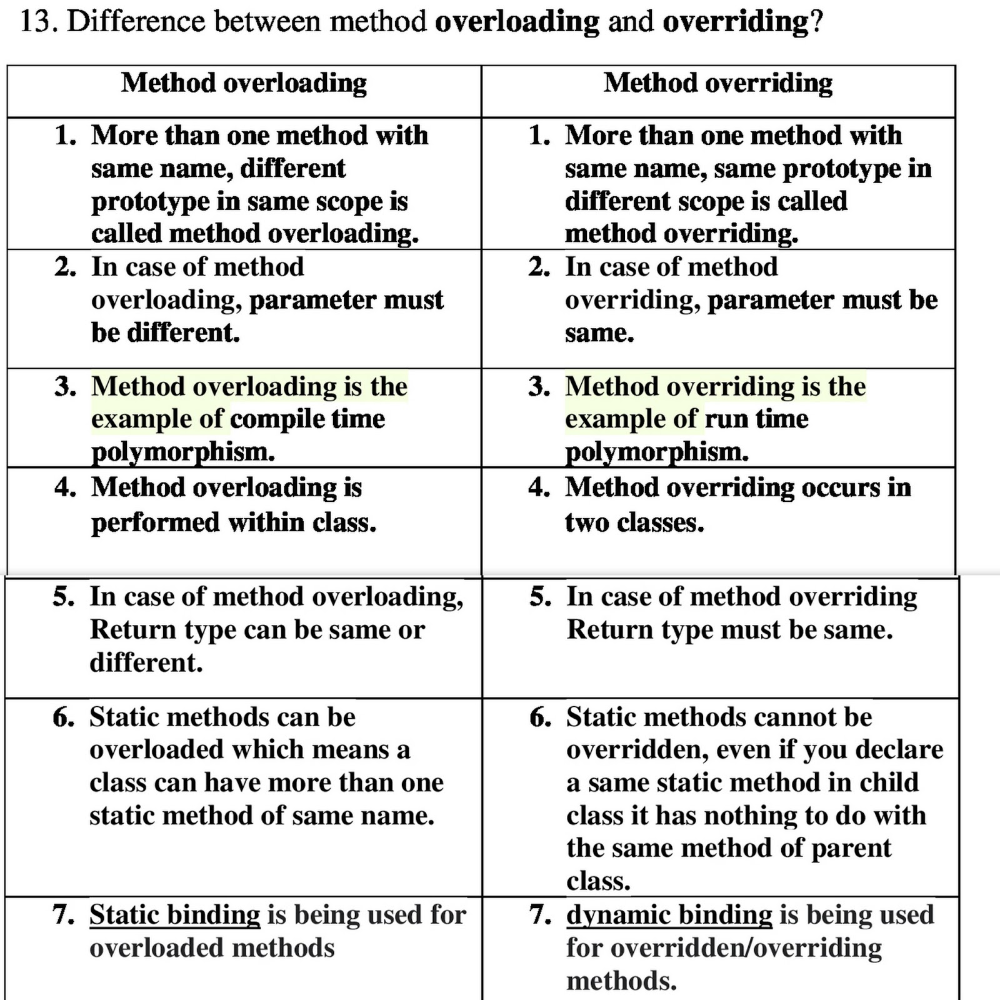 13. Difference between method overloading and overriding?
Method overloading
Method overriding
1. More than one method with
same name, different
prototype in same scope is
called method overloading.
1. More than one method with
same name, same prototype in
different scope is called
method overriding.
2. In case of method
overloading, parameter must
be different.
2. In case of method
overriding, parameter must be
same.
3. Method overloading is the
example of compile time
polymorphism.
3. Method overriding is the
example of run time
polymorphism.
4. Method overloading is
performed within class.
4. Method overriding occurs in
two classes.
5. In case of method overloading,
Return type can be same or
different.
5. In case of method overriding
Return type must be same.
6. Static methods can be
overloaded which means a
class can have more than one
static method of same name.
6. Static methods cannot be
overridden, even if you declare
a same static method in child
class it has nothing to do with
the same method of parent
class.
7. Static binding is being used for
overloaded methods
7. dynamic binding is being used
for overridden/overriding
methods.